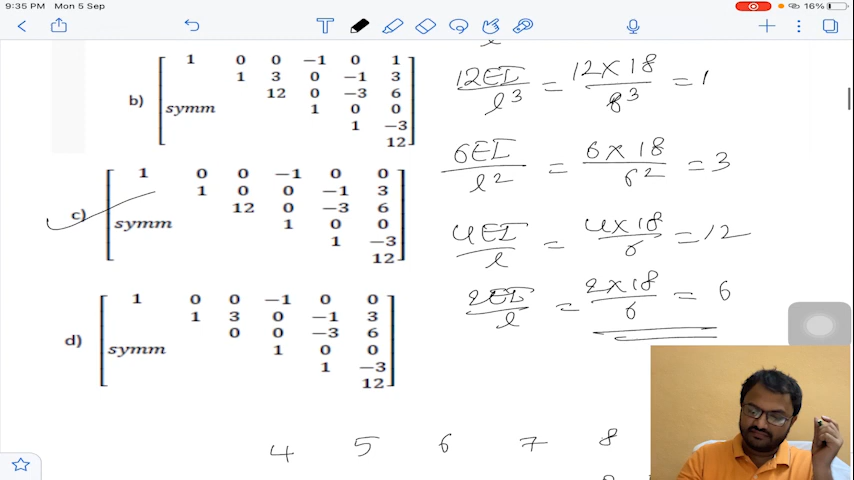 9:35 PM Mon 5 Sep
16%
b) 1 0 0 −1 0 1
1 3 0 −1 3
12 0 −3 6
symm 1 0 0
1 −3
12
c) 1 0 0 −1 0 0
1 0 0 −1 3
12 0 −3 6
symm 1 0 0
1 −3
12
d) 1 0 0 −1 0 0
1 3 0 −1 3
0 0 −3 6
symm 1 0 0
1 −3
12
12EI/l³ = 12×18/6³ = 1
6EI/l² = 6×18/6² = 3
4EI/l = 4×18/6 = 12
2EI/l = 2×18/6 = 6
4 5 6 7 8